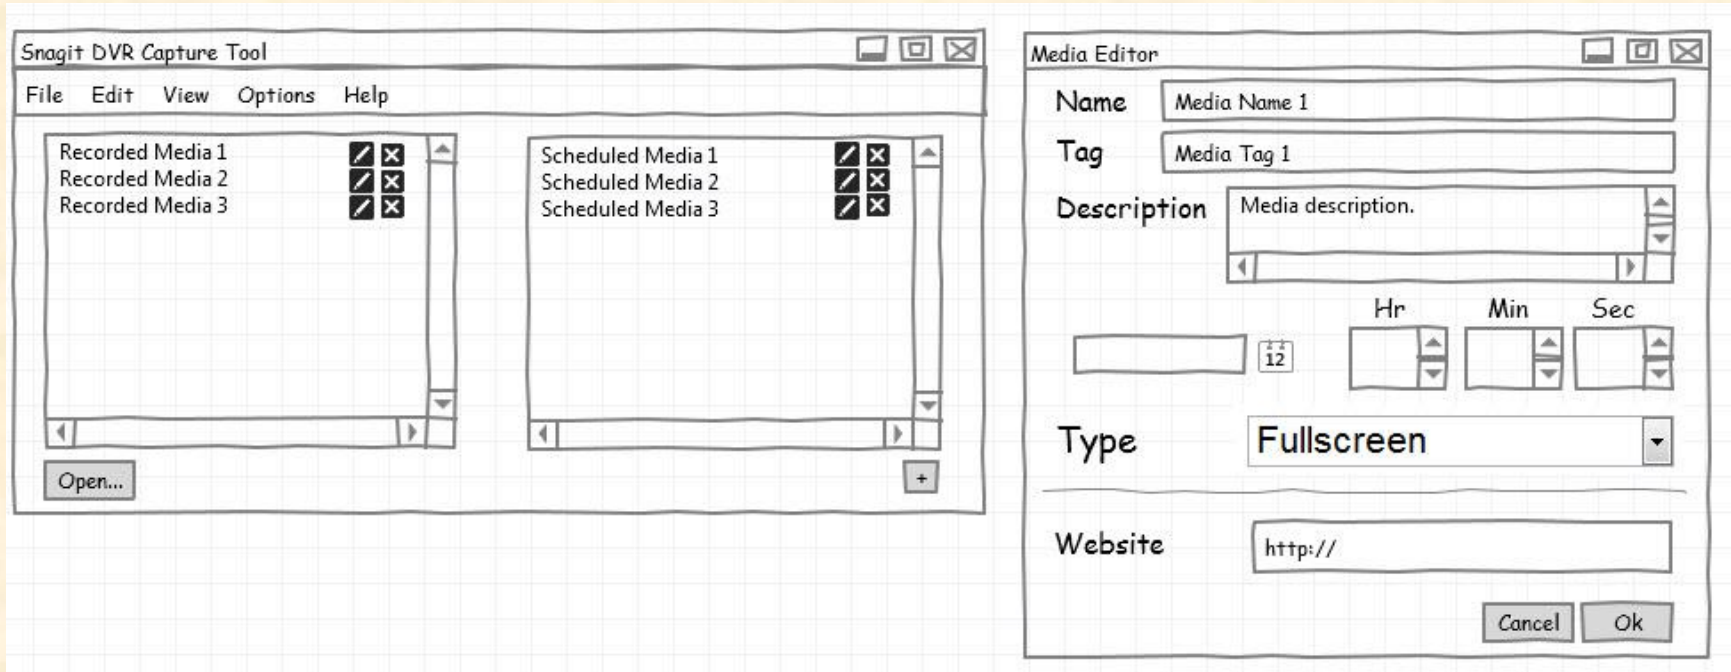 Snagit DVR Capture Tool
File Edit View Options Help
Recorded Media 1
Recorded Media 2
Recorded Media 3
Open...
Scheduled Media 1
Scheduled Media 2
Scheduled Media 3
+
Media Editor
Name Media Name 1
Tag Media Tag 1
Description Media description.
Hr Min Sec
12
Type Fullscreen
Website http://
Cancel Ok